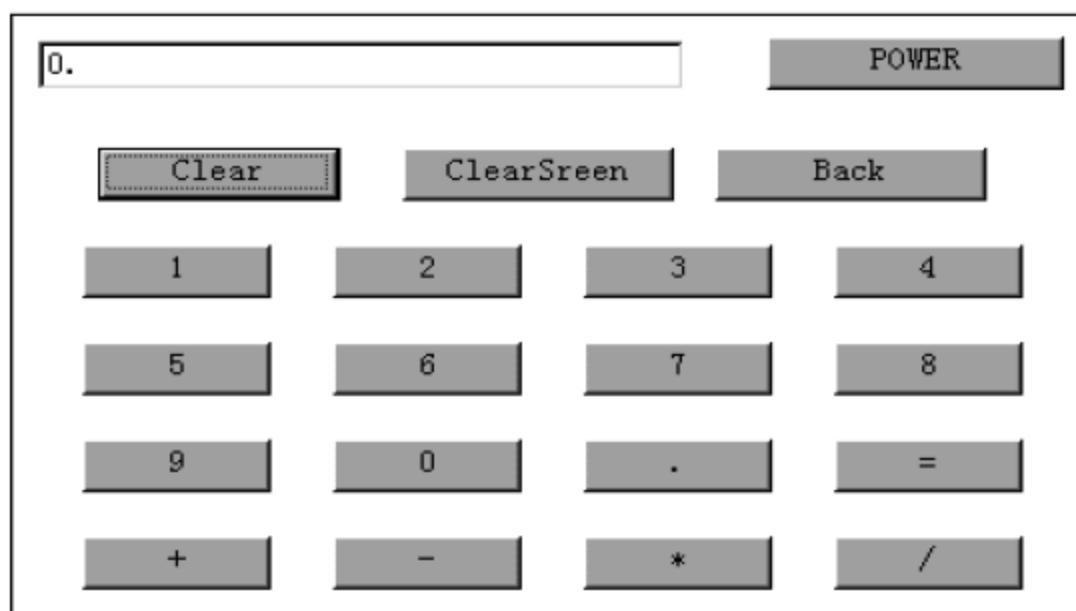 0. POWER
Clear ClearSreen Back
1 2 3 4
5 6 7 8
9 0 . =
+ - * /